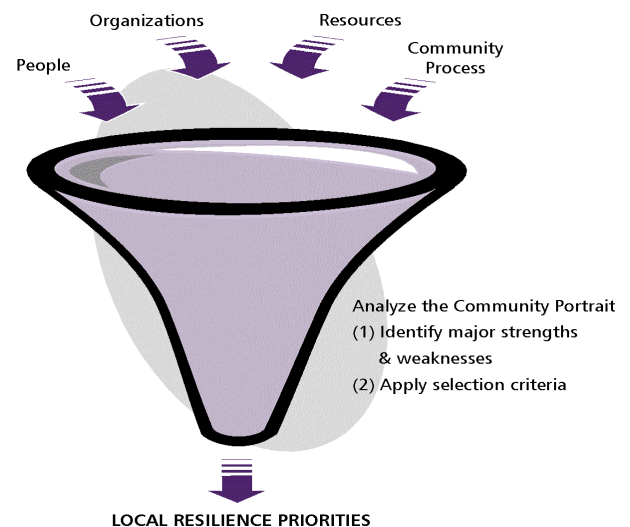 Organizations
Resources
People
Community
Process
Analyze the Community Portrait
(1) Identify major strengths
& weaknesses
(2) Apply selection criteria
LOCAL RESILIENCE PRIORITIES